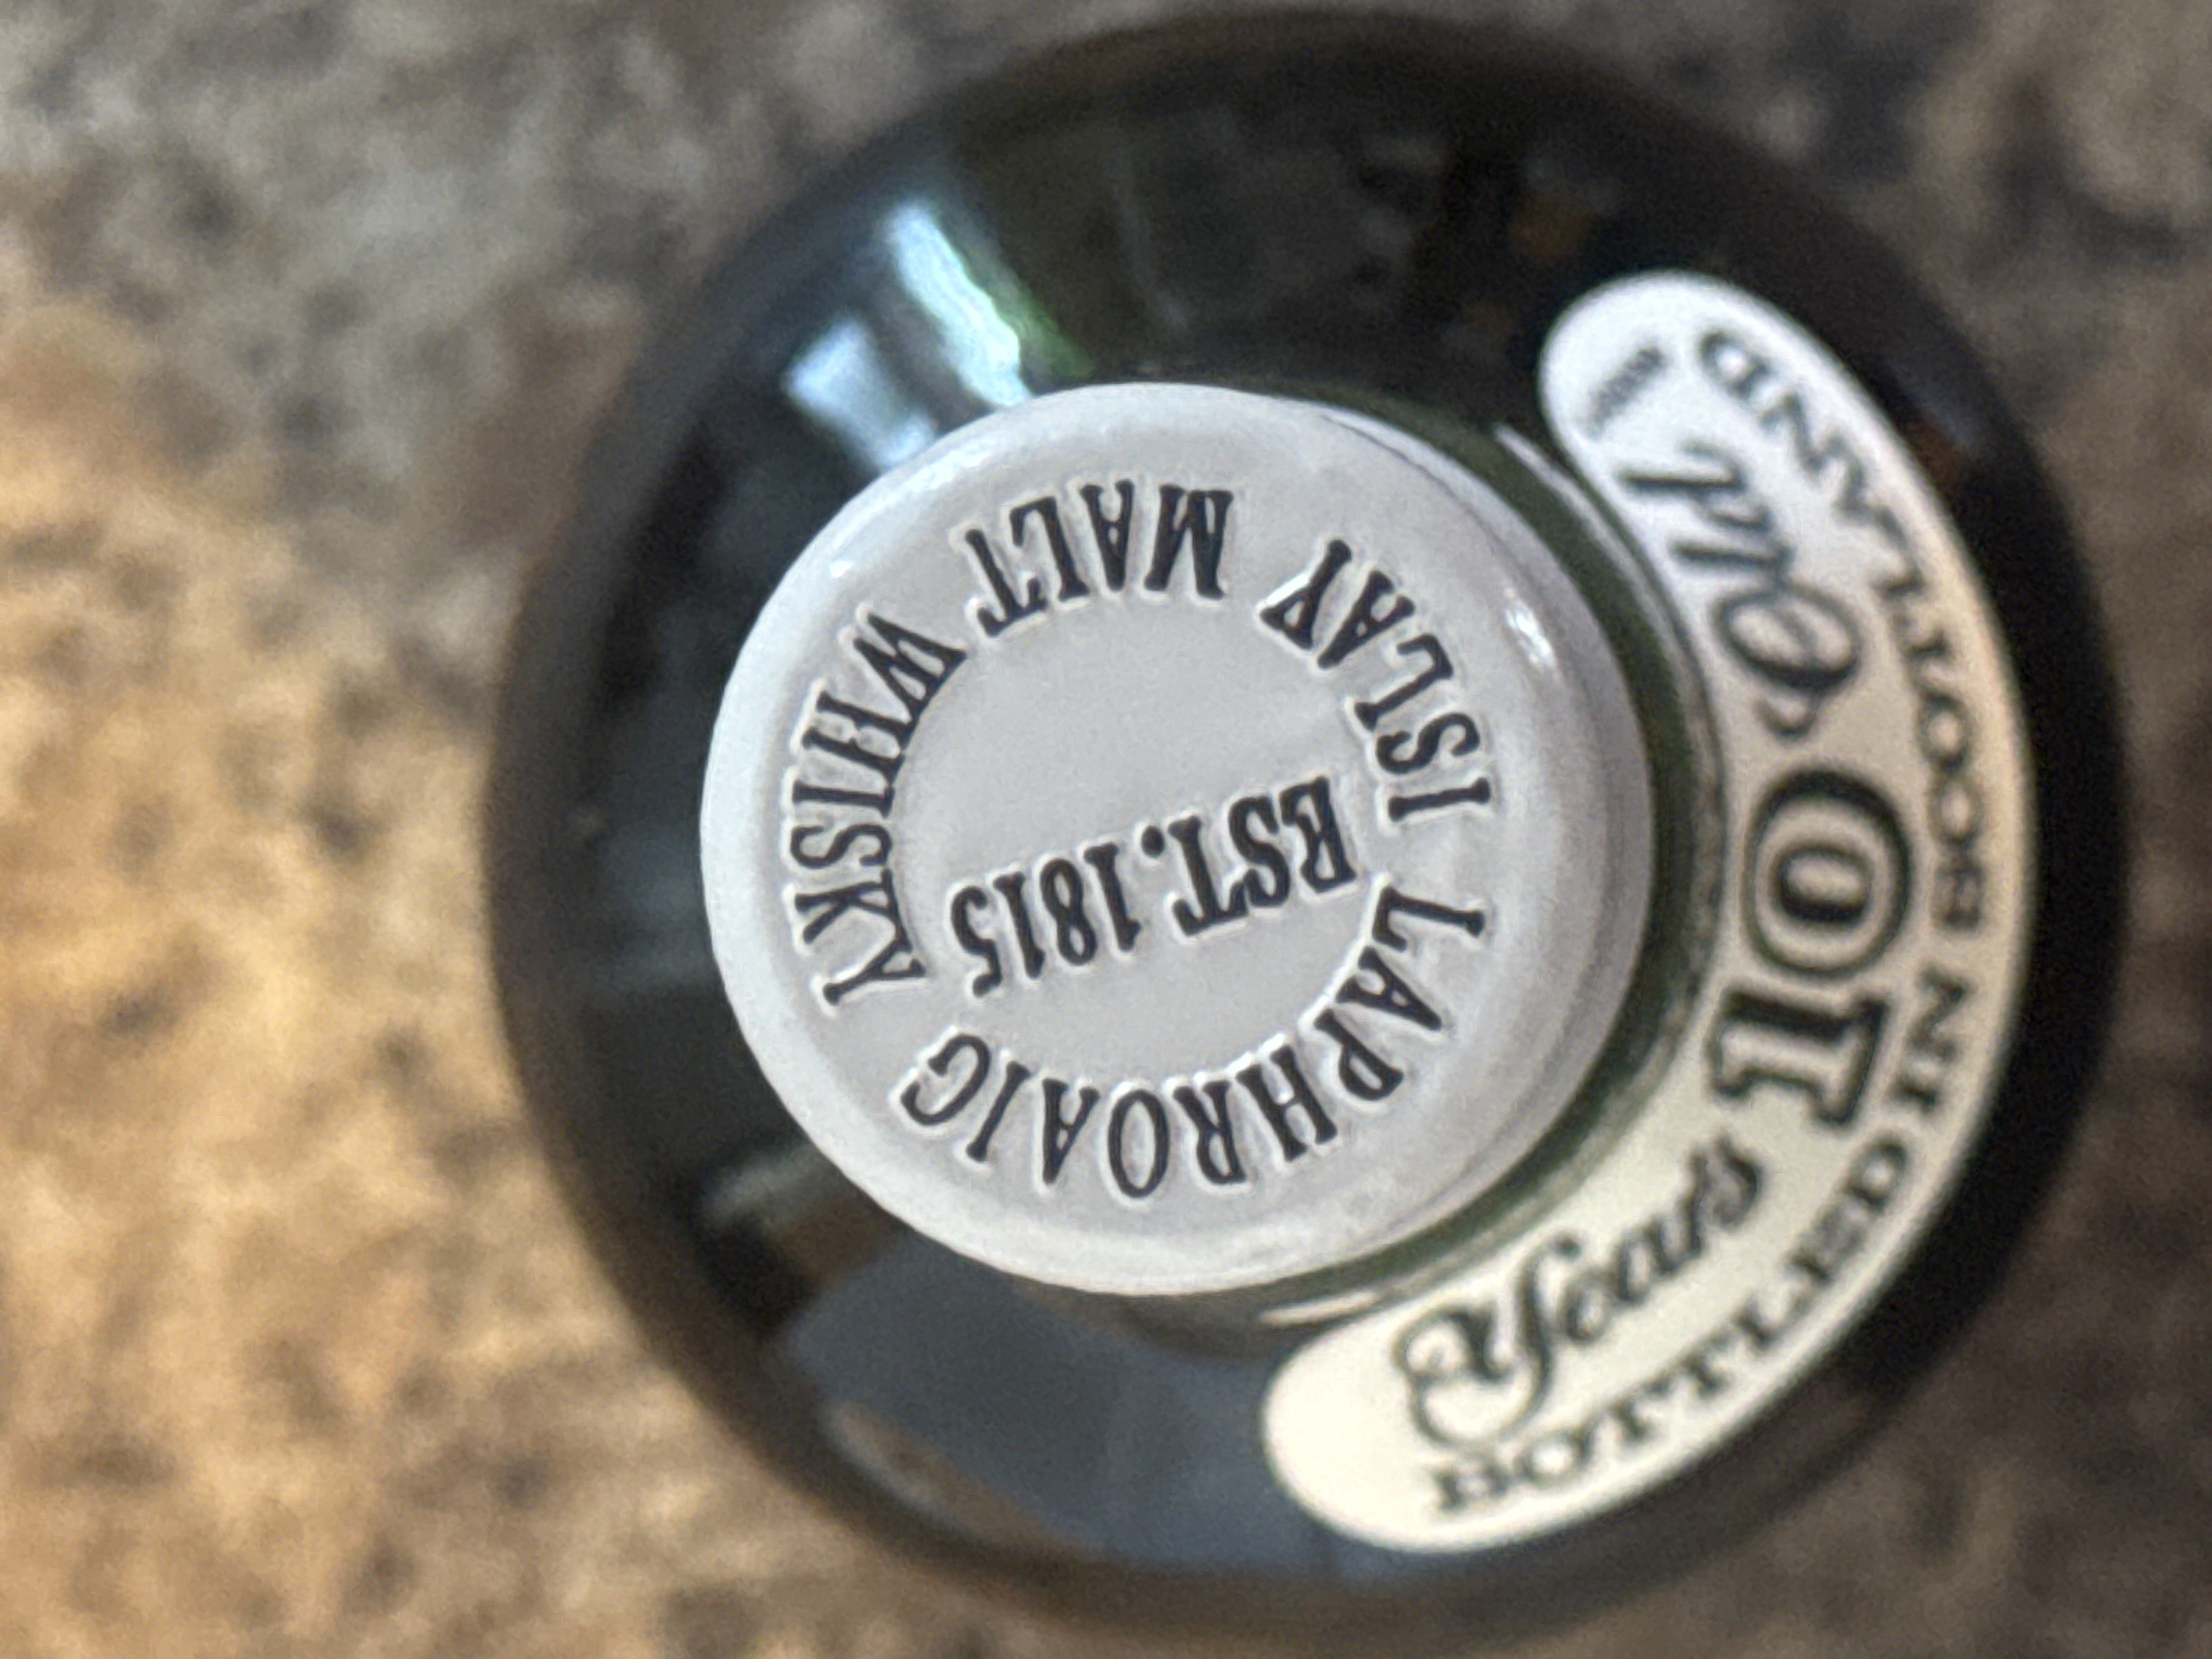 LAPHROAIG
ISLAY MALT WHISKY
EST. 1815
Years 10 Old
BOTTLED IN SCOTLAND